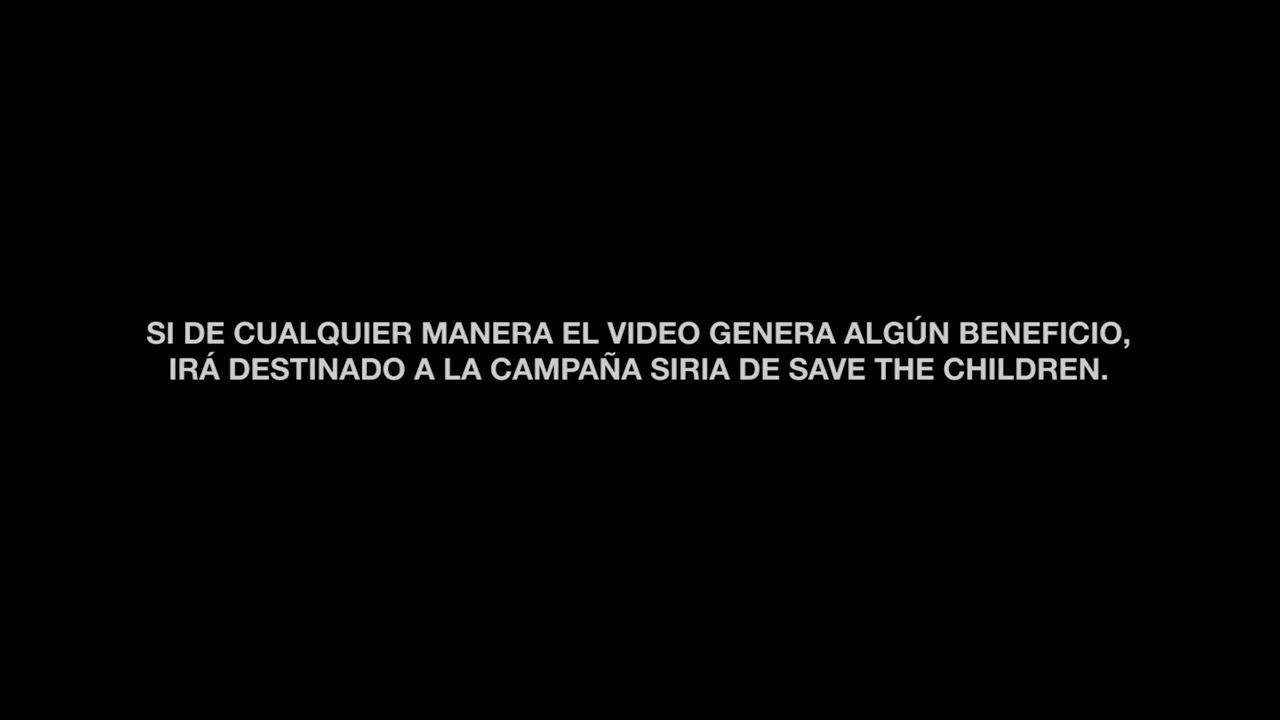 SI DE CUALQUIER MANERA EL VIDEO GENERA ALGÚN BENEFICIO,
IRÁ DESTINADO A LA CAMPAÑA SIRIA DE SAVE THE CHILDREN.